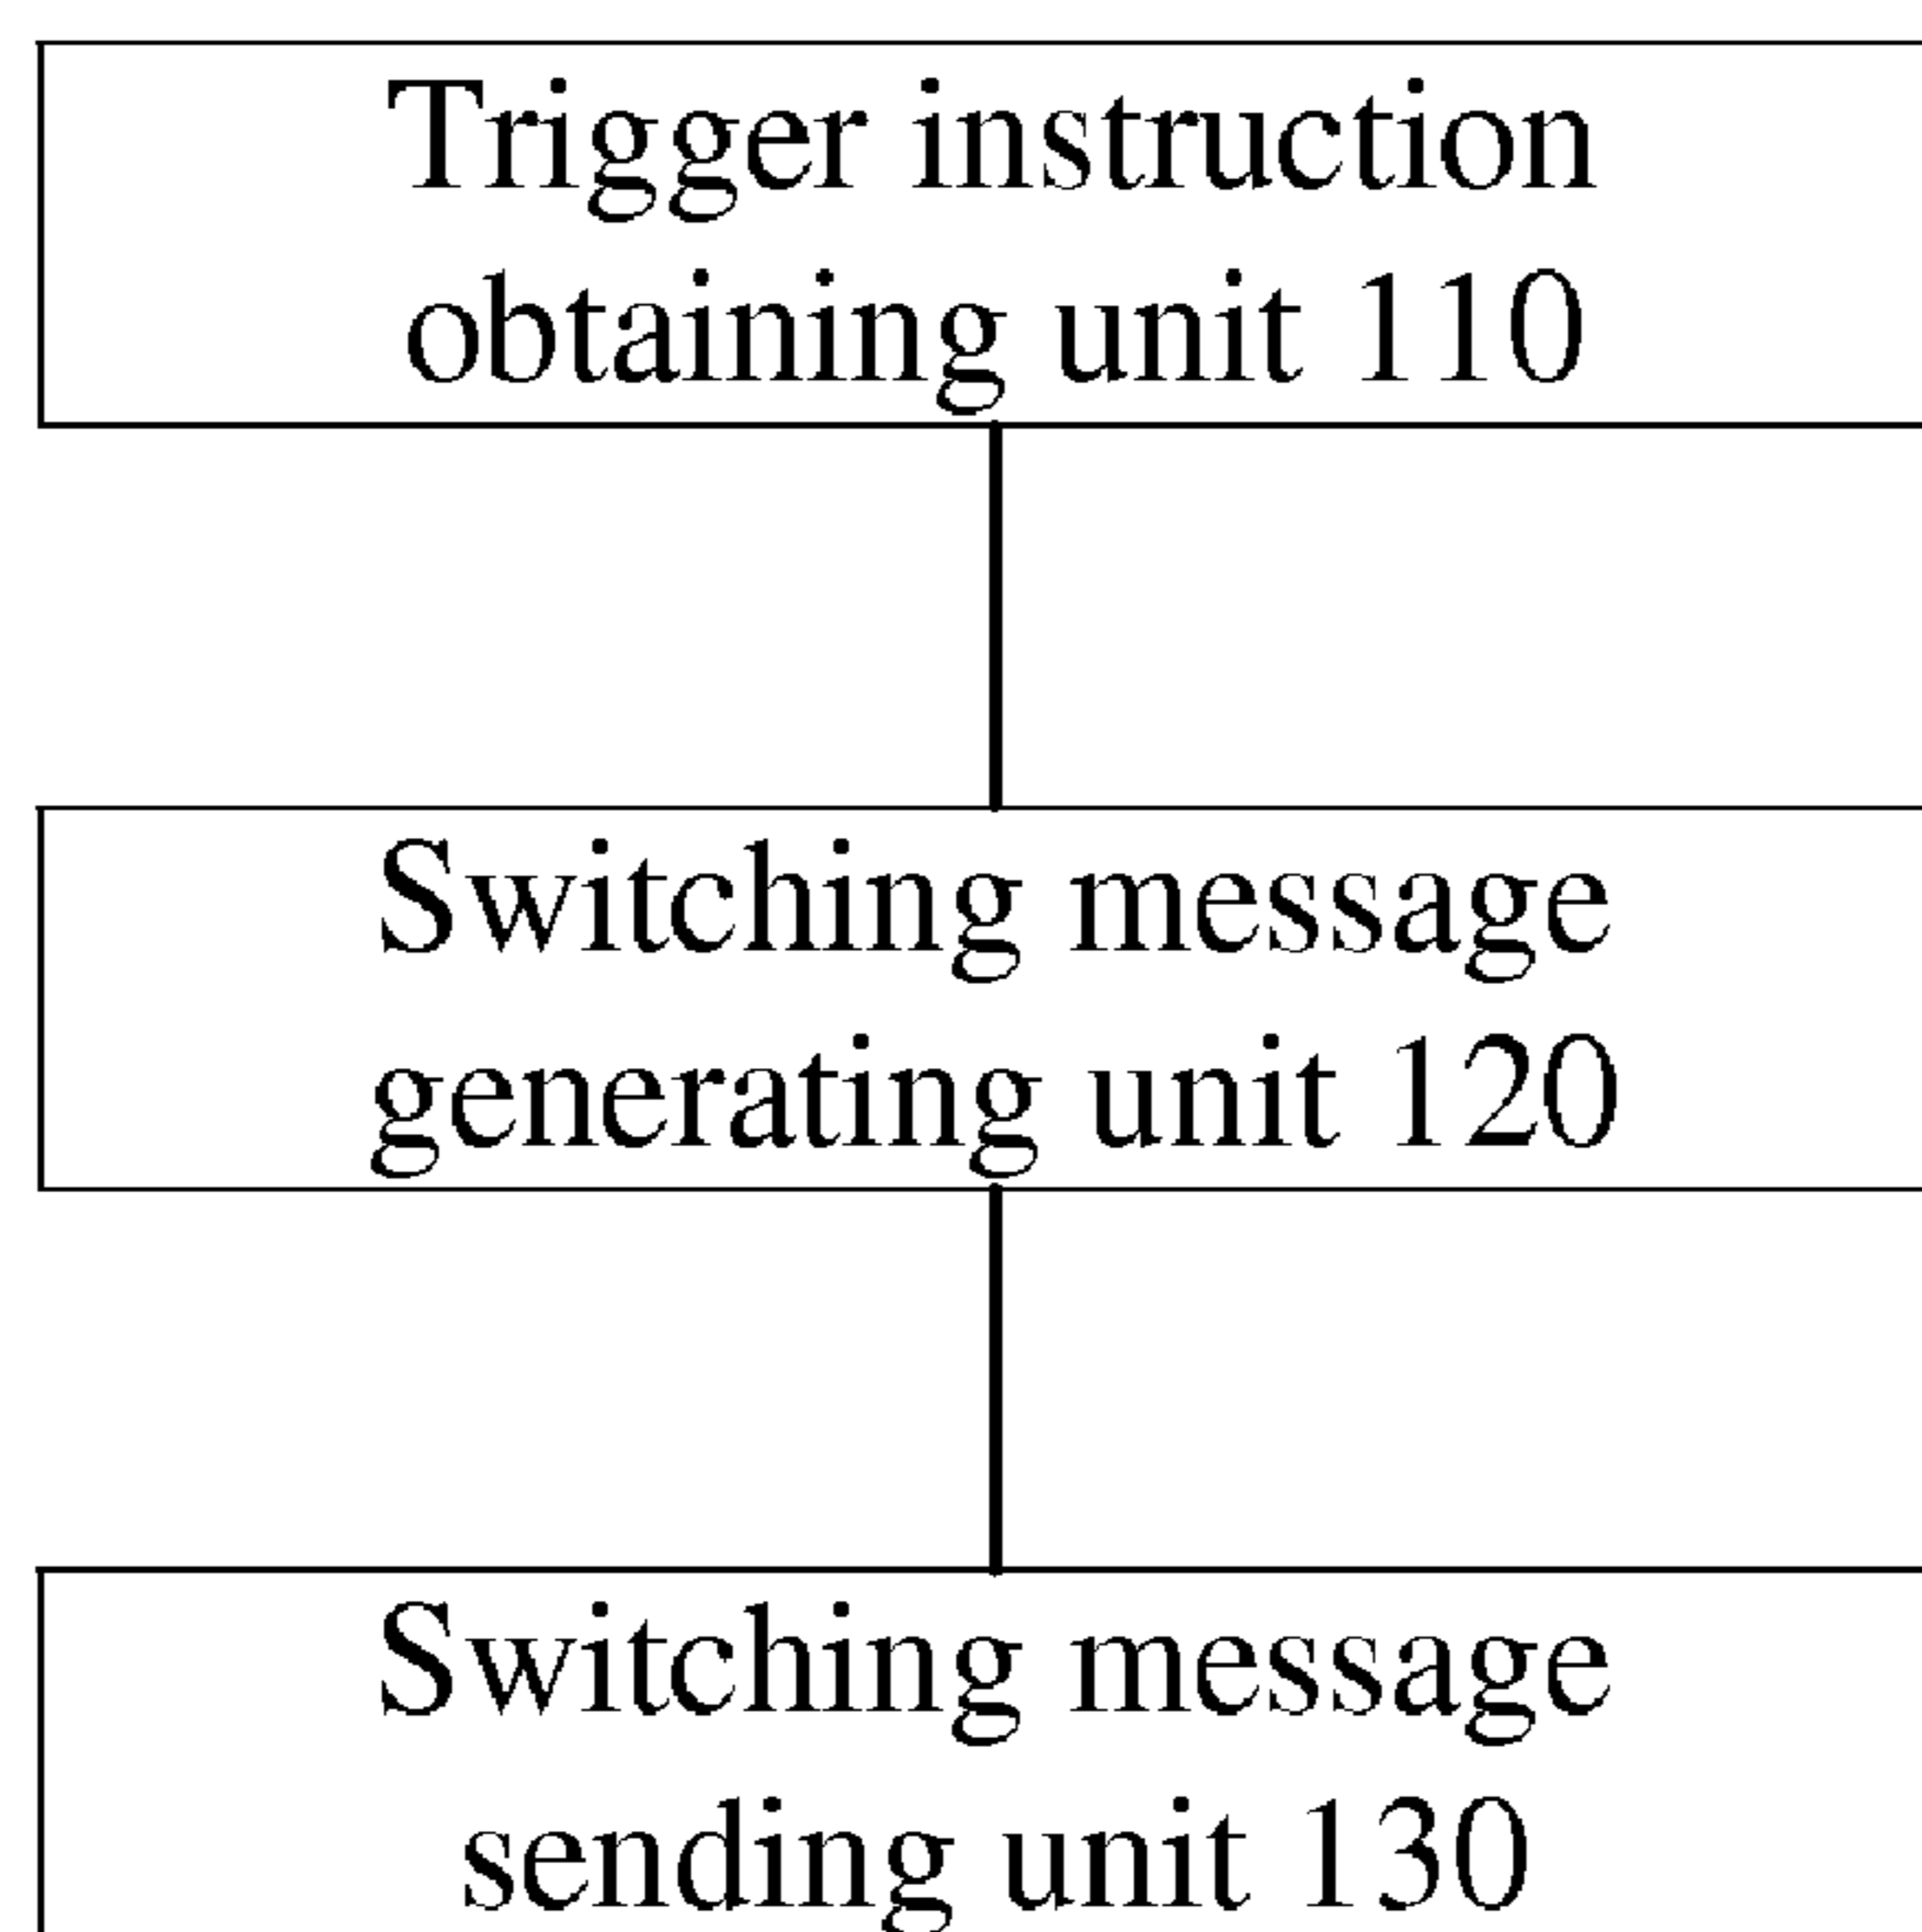 Trigger instruction
obtaining unit 110
Switching message
generating unit 120
Switching message
sending unit 130